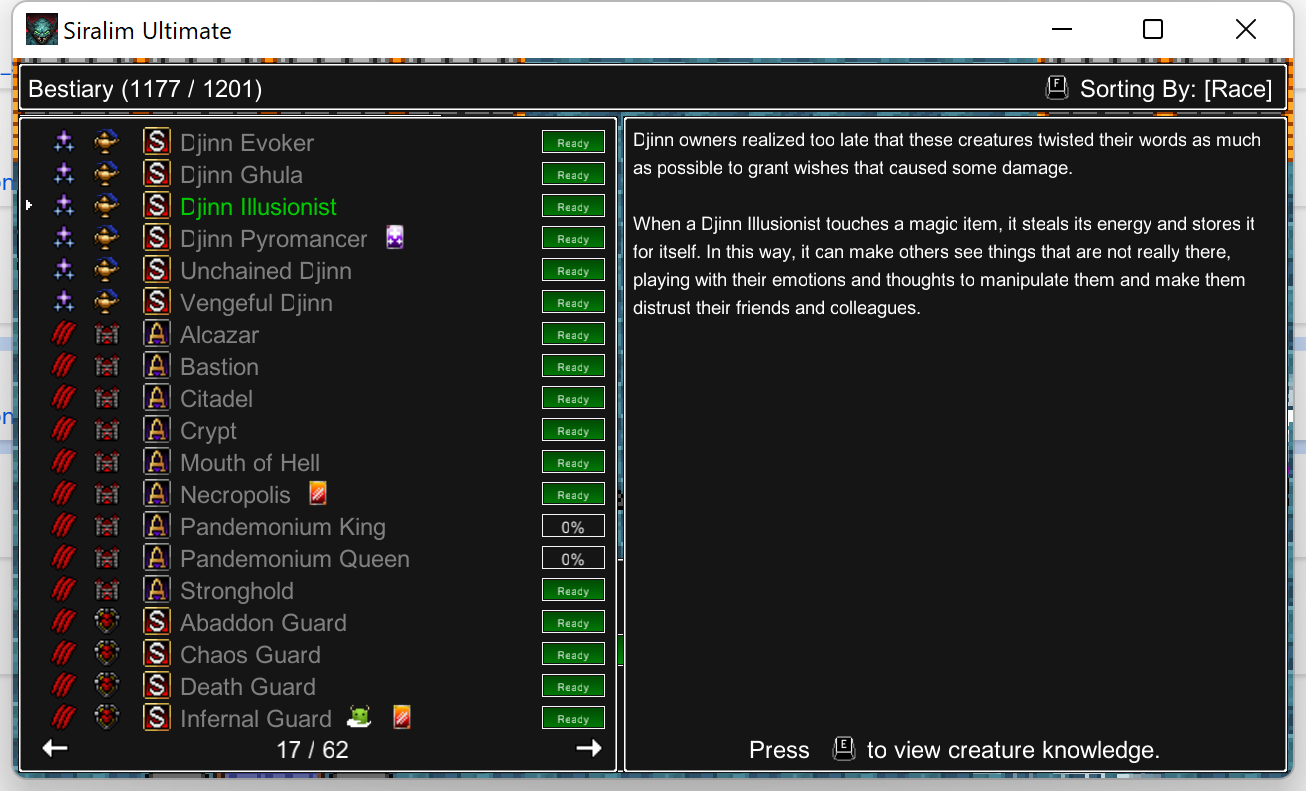 Siralim Ultimate
Bestiary (1177 / 1201)
F Sorting By: [Race]
S Djinn Evoker Ready
S Djinn Ghula Ready
S Djinn Illusionist Ready
S Djinn Pyromancer Ready
S Unchained Djinn Ready
S Vengeful Djinn Ready
A Alcazar Ready
A Bastion Ready
A Citadel Ready
A Crypt Ready
A Mouth of Hell Ready
A Necropolis Ready
A Pandemonium King 0%
A Pandemonium Queen 0%
A Stronghold Ready
S Abaddon Guard Ready
S Chaos Guard Ready
S Death Guard Ready
S Infernal Guard Ready
17 / 62
Djinn owners realized too late that these creatures twisted their words as much
as possible to grant wishes that caused some damage.
When a Djinn Illusionist touches a magic item, it steals its energy and stores it
for itself. In this way, it can make others see things that are not really there,
playing with their emotions and thoughts to manipulate them and make them
distrust their friends and colleagues.
Press E to view creature knowledge.